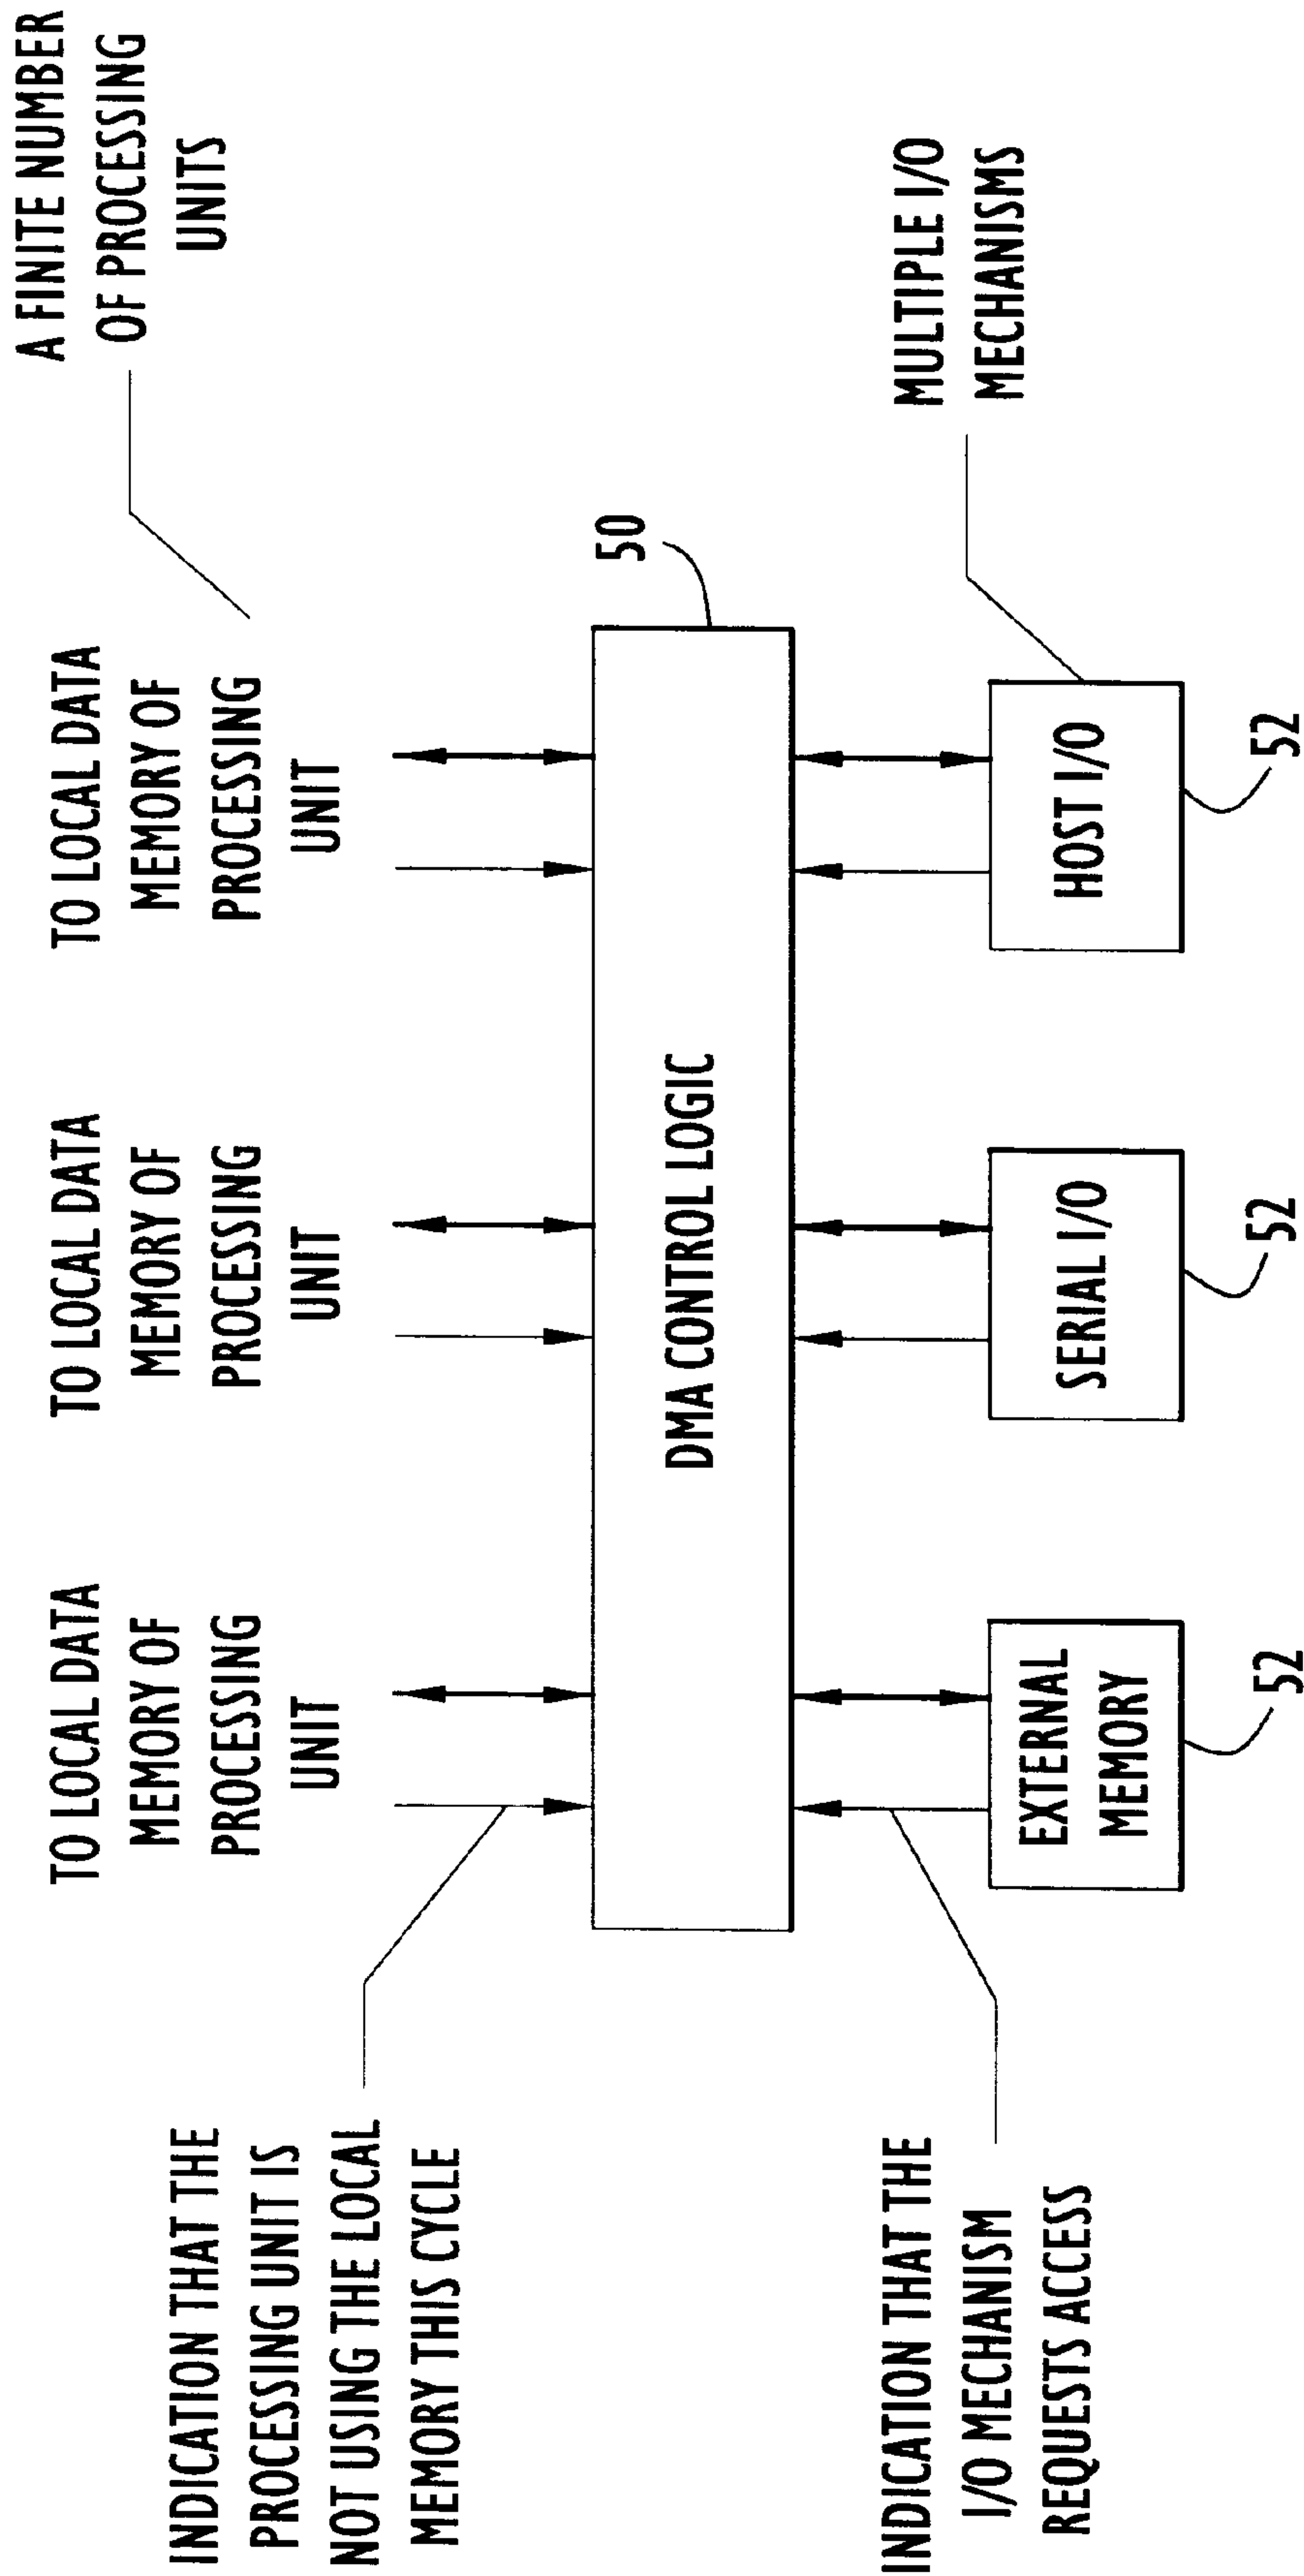 A FINITE NUMBER
OF PROCESSING
UNITS
TO LOCAL DATA
MEMORY OF
PROCESSING
UNIT
TO LOCAL DATA
MEMORY OF
PROCESSING
UNIT
TO LOCAL DATA
MEMORY OF
PROCESSING
UNIT
INDICATION THAT THE
PROCESSING UNIT IS
NOT USING THE LOCAL
MEMORY THIS CYCLE
50
DMA CONTROL LOGIC
INDICATION THAT THE
I/O MECHANISM
REQUESTS ACCESS
EXTERNAL
MEMORY
52
SERIAL I/O
52
HOST I/O
52
MULTIPLE I/O
MECHANISMS